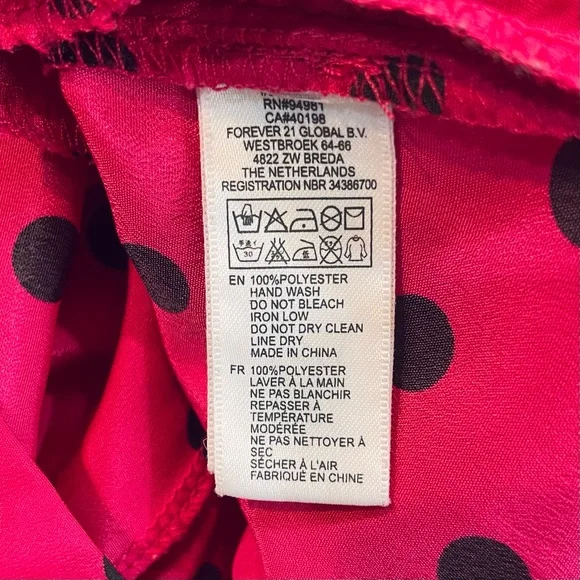 RN#94981
CA#40198
FOREVER 21 GLOBAL B.V.
WESTBROEK 64-66
4822 ZW BREDA
THE NETHERLANDS
REGISTRATION NBR 34386700
30
EN 100%POLYESTER
HAND WASH
DO NOT BLEACH
IRON LOW
DO NOT DRY CLEAN
LINE DRY
MADE IN CHINA
FR 100%POLYESTER
LAVER À LA MAIN
NE PAS BLANCHIR
REPASSER À
TEMPÉRATURE
MODÉRÉE
NE PAS NETTOYER À
SEC
SÉCHER À L'AIR
FABRIQUÉ EN CHINE